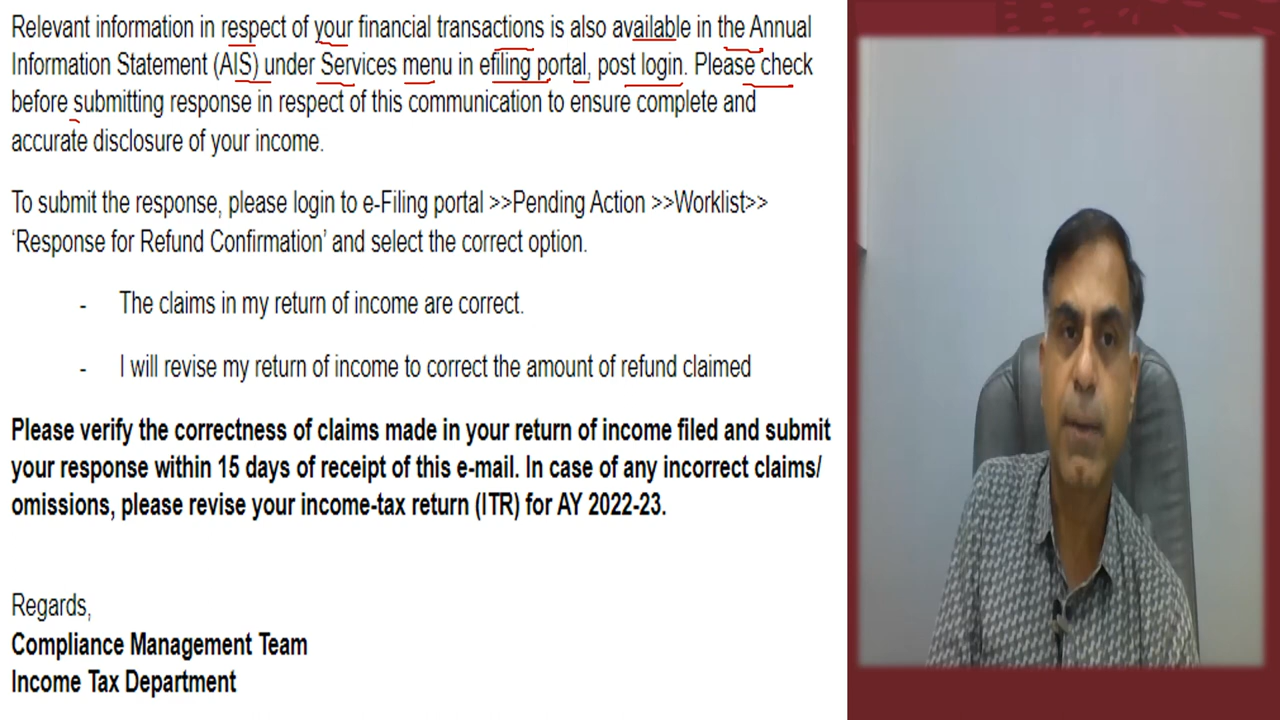 Relevant information in respect of your financial transactions is also available in the Annual
Information Statement (AIS) under Services menu in efiling portal, post login. Please check
before submitting response in respect of this communication to ensure complete and
accurate disclosure of your income.
To submit the response, please login to e-Filing portal >>Pending Action >>Worklist>>
‘Response for Refund Confirmation’ and select the correct option.
- The claims in my return of income are correct.
- I will revise my return of income to correct the amount of refund claimed
Please verify the correctness of claims made in your return of income filed and submit
your response within 15 days of receipt of this e-mail. In case of any incorrect claims/
omissions, please revise your income-tax return (ITR) for AY 2022-23.
Regards,
Compliance Management Team
Income Tax Department